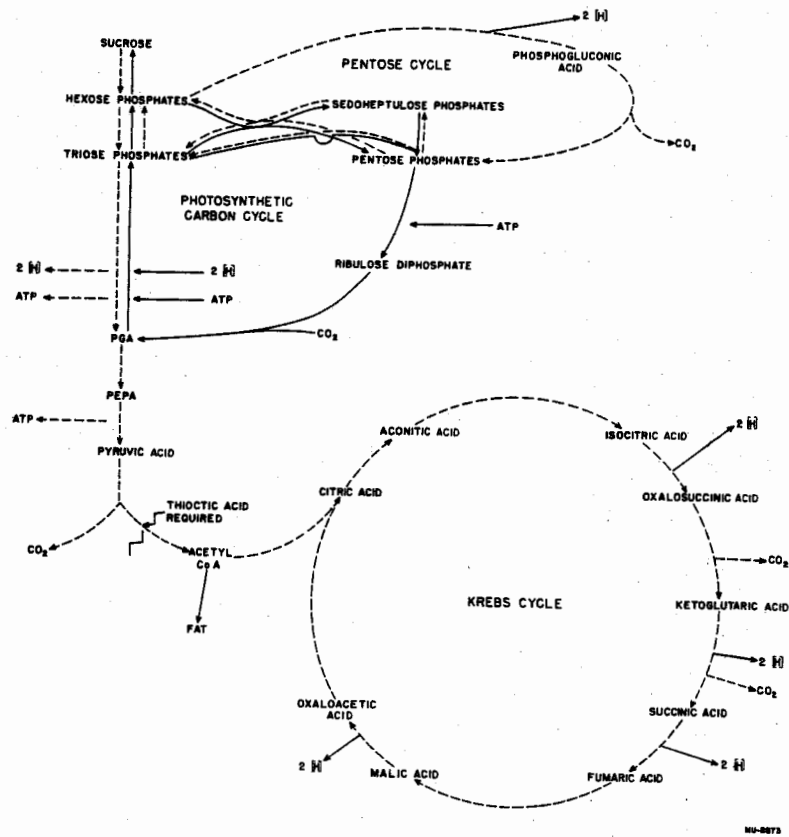 2 [H]
SUCROSE
PENTOSE CYCLE
PHOSPHOGLUCONIC
ACID
HEXOSE PHOSPHATES
SEDOHEPTULOSE PHOSPHATES
CO₂
TRIOSE PHOSPHATES
PENTOSE PHOSPHATES
PHOTOSYNTHETIC
CARBON CYCLE
ATP
RIBULOSE DIPHOSPHATE
2 [H]
2 [H]
ATP
ATP
PGA
CO₂
PEPA
ATP
PYRUVIC ACID
ACONITIC ACID
ISOCITRIC ACID
2 [H]
CITRIC ACID
OXALOSUCCINIC ACID
THIOCTIC ACID
REQUIRED
CO₂
ACETYL
CoA
CO₂
KREBS CYCLE
KETOGLUTARIC ACID
FAT
2 [H]
CO₂
OXALOACETIC
ACID
SUCCINIC ACID
2 [H]
MALIC ACID
FUMARIC ACID
2 [H]
MU-8873